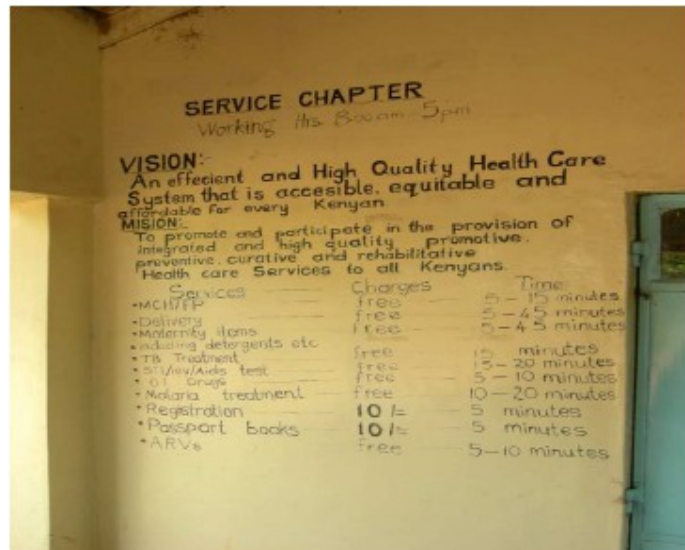 SERVICE CHAPTER
Working Hrs 8:00am - 5pm
VISION:-
An effecient and High Quality Health Care
System that is accesible, equitable and
affordable for every Kenyan.
MISION:-
To promote and participate in the provision of
integrated and high quality promotive,
preventive, curative and rehabilitative
Health care Services to all Kenyans.
Services Charges Time
• MCH/FP free 5 - 15 minutes
• Delivery free 5 - 45 minutes
• Maternity items free 5 - 45 minutes
• including detergents etc
• TB Treatment free 15 minutes
• STI/HIV/Aids test free 15 - 20 minutes
• OI Drugs free 5 - 10 minutes
• Malaria treatment free 10 - 20 minutes
• Registration 10/= 5 minutes
• Passport books 10/= 5 minutes
• ARVs free 5 - 10 minutes